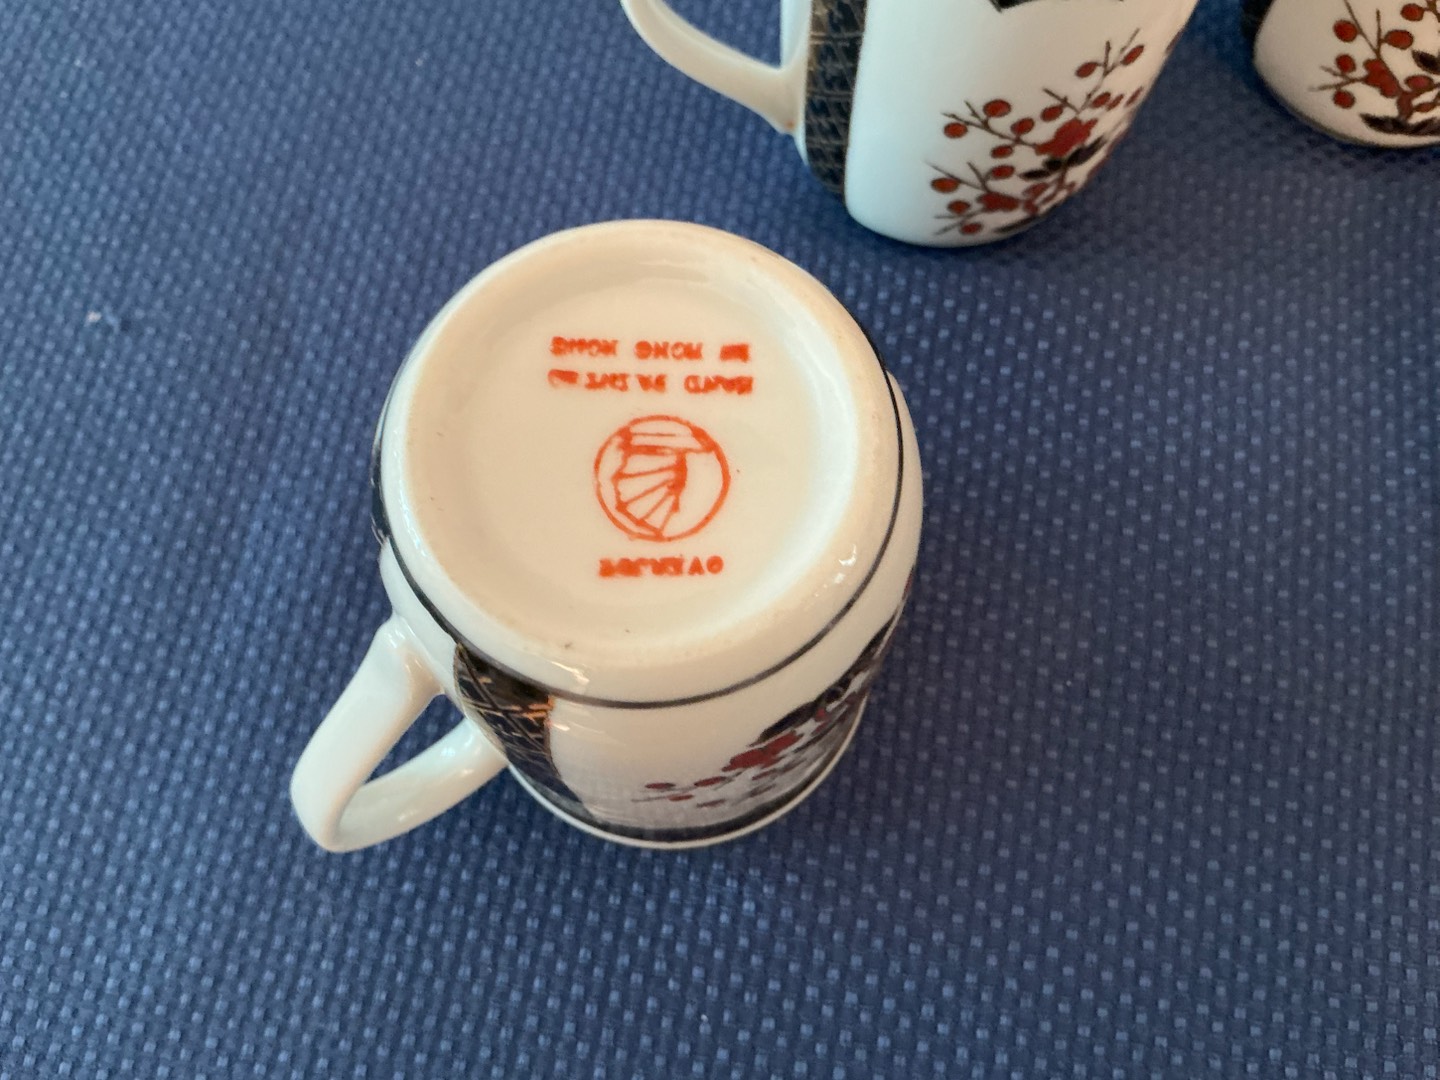 OVERJOY
HAND PAINTED
IN HONG KONG